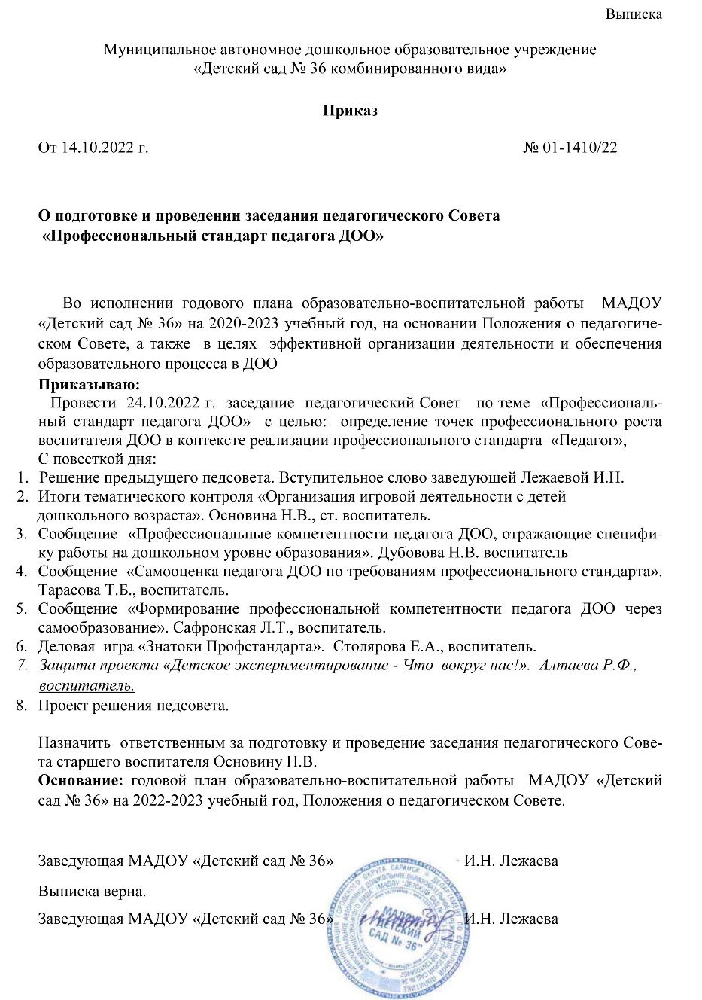 Выписка
Муниципальное автономное дошкольное образовательное учреждение
«Детский сад № 36 комбинированного вида»
Приказ
От 14.10.2022 г. № 01-1410/22
О подготовке и проведении заседания педагогического Совета
«Профессиональный стандарт педагога ДОО»
Во исполнении годового плана образовательно-воспитательной работы МАДОУ
«Детский сад № 36» на 2020-2023 учебный год, на основании Положения о педагогиче-
ском Совете, а также в целях эффективной организации деятельности и обеспечения
образовательного процесса в ДОО
Приказываю:
Провести 24.10.2022 г. заседание педагогический Совет по теме «Профессиональ-
ный стандарт педагога ДОО» с целью: определение точек профессионального роста
воспитателя ДОО в контексте реализации профессионального стандарта «Педагог»,
С повесткой дня:
1. Решение предыдущего педсовета. Вступительное слово заведующей Лежаевой И.Н.
2. Итоги тематического контроля «Организация игровой деятельности с детей
дошкольного возраста». Основина Н.В., ст. воспитатель.
3. Сообщение «Профессиональные компетентности педагога ДОО, отражающие специфи-
ку работы на дошкольном уровне образования». Дубовова Н.В. воспитатель
4. Сообщение «Самооценка педагога ДОО по требованиям профессионального стандарта».
Тарасова Т.Б., воспитатель.
5. Сообщение «Формирование профессиональной компетентности педагога ДОО через
самообразование». Сафронская Л.Т., воспитатель.
6. Деловая игра «Знатоки Профстандарта». Столярова Е.А., воспитатель.
7. Защита проекта «Детское экспериментирование - Что вокруг нас!». Алтаева Р.Ф.,
воспитатель.
8. Проект решения педсовета.
Назначить ответственным за подготовку и проведение заседания педагогического Сове-
та старшего воспитателя Основину Н.В.
Основание: годовой план образовательно-воспитательной работы МАДОУ «Детский
сад № 36» на 2022-2023 учебный год, Положения о педагогическом Совете.
Заведующая МАДОУ «Детский сад № 36» И.Н. Лежаева
Выписка верна.
Заведующая МАДОУ «Детский сад № 36» И.Н. Лежаева
МАДОУ
"ДЕТСКИЙ
САД № 36"